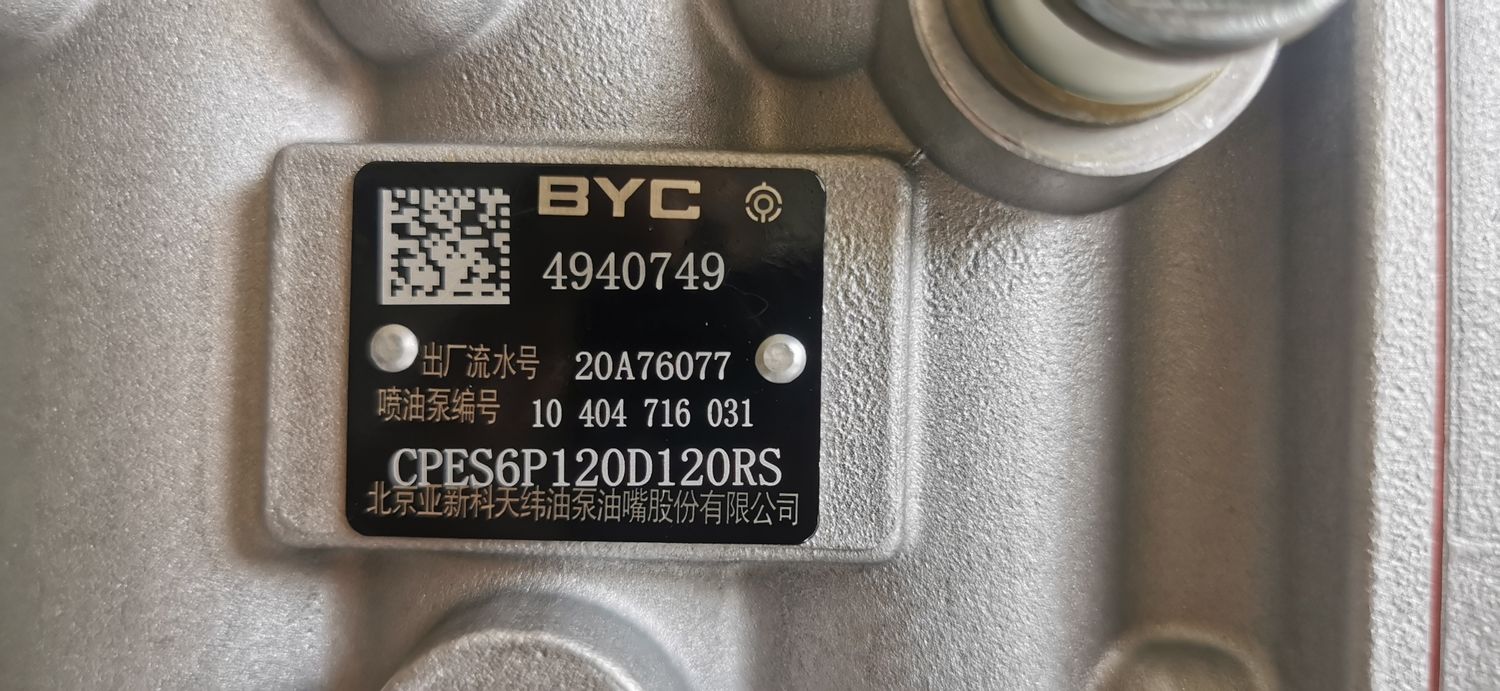 BYC
4940749
出厂流水号 20A76077
喷油泵编号 10 404 716 031
CPES6P120D120RS
北京亚新科天纬油泵油嘴股份有限公司